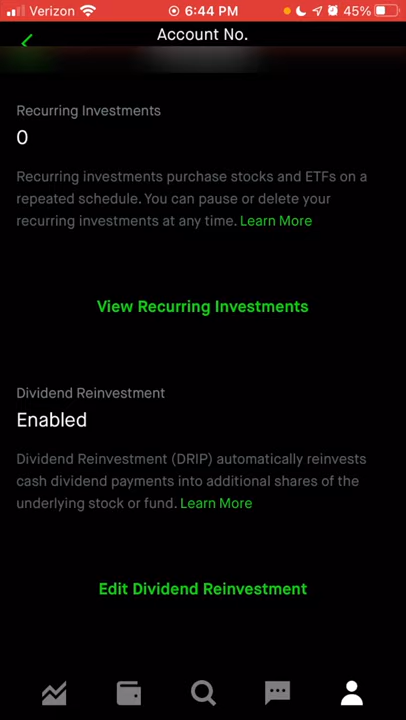 Verizon 6:44 PM 45%
Account No.
Recurring Investments
0
Recurring investments purchase stocks and ETFs on a
repeated schedule. You can pause or delete your
recurring investments at any time. Learn More
View Recurring Investments
Dividend Reinvestment
Enabled
Dividend Reinvestment (DRIP) automatically reinvests
cash dividend payments into additional shares of the
underlying stock or fund. Learn More
Edit Dividend Reinvestment